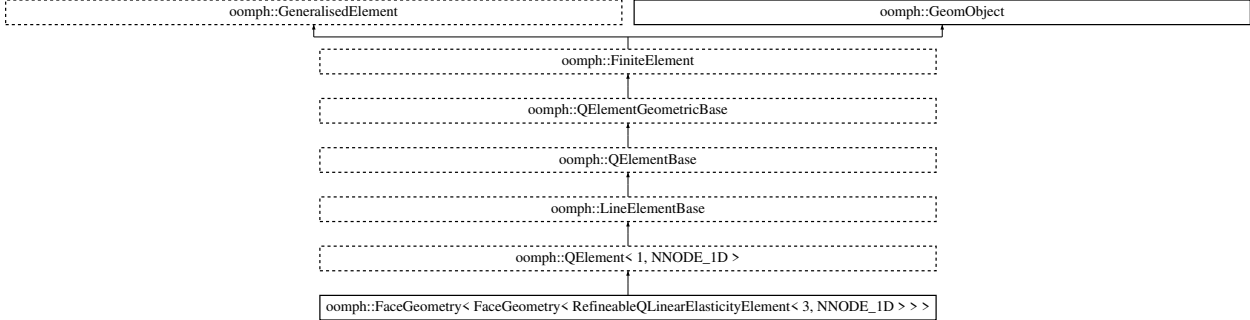 oomph::GeneralisedElement
oomph::GeomObject
oomph::FiniteElement
oomph::QElementGeometricBase
oomph::QElementBase
oomph::LineElementBase
oomph::QElement< 1, NNODE_1D >
oomph::FaceGeometry< FaceGeometry< RefineableQLinearElasticityElement< 3, NNODE_1D > > >